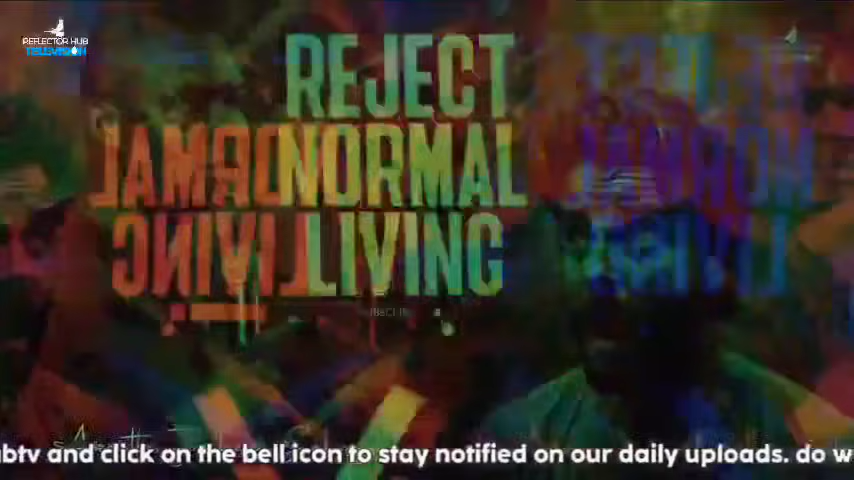 REFLECTOR HUB
TELEVISION
REJECT
NORMAL
LIVING
btv and click on the bell icon to stay notified on our daily uploads. do w